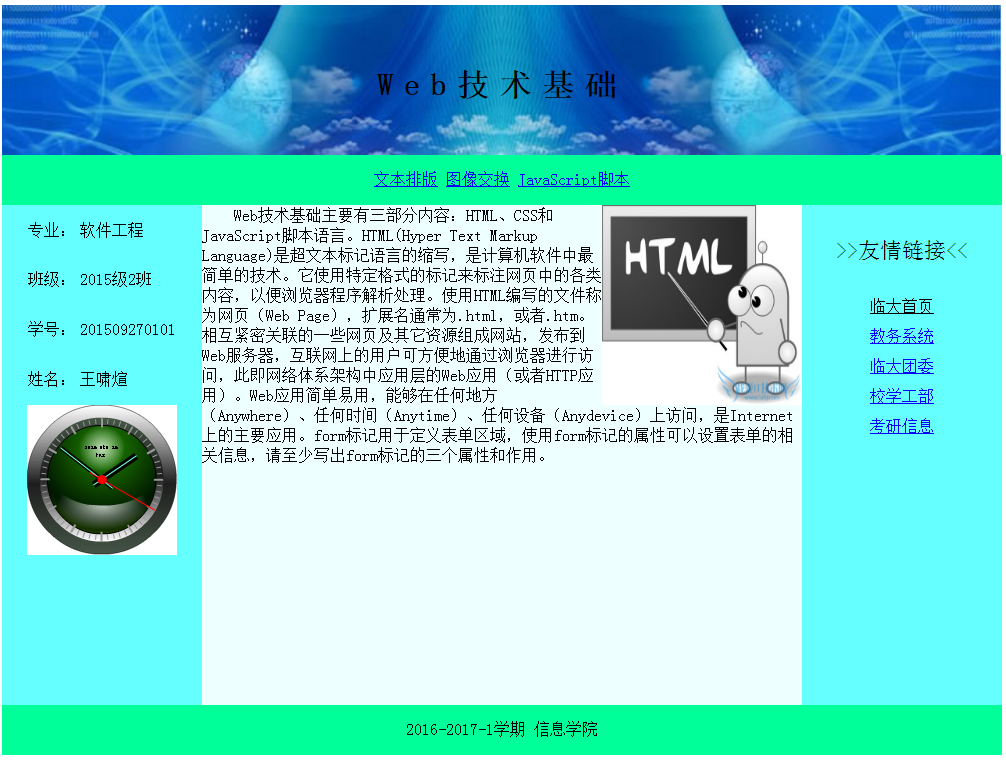 Web技术基础
文本排版 图像交换 JavaScript脚本
专业： 软件工程
班级： 2015级2班
学号： 201509270101
姓名： 王啸煊
Web技术基础主要有三部分内容：HTML、CSS和
JavaScript脚本语言。HTML(Hyper Text Markup
Language)是超文本标记语言的缩写，是计算机软件中最
简单的技术。它使用特定格式的标记来标注网页中的各类
内容，以便浏览器程序解析处理。使用HTML编写的文件称
为网页（Web Page），扩展名通常为.html，或者.htm。
相互紧密关联的一些网页及其它资源组成网站，发布到
Web服务器，互联网上的用户可方便地通过浏览器进行访
问，此即网络体系架构中应用层的Web应用（或者HTTP应
用）。Web应用简单易用，能够在任何地方
（Anywhere）、任何时间（Anytime）、任何设备（Anydevice）上访问，是Internet
上的主要应用。form标记用于定义表单区域，使用form标记的属性可以设置表单的相
关信息，请至少写出form标记的三个属性和作用。
HTML
>>友情链接<<
临大首页
教务系统
临大团委
校学工部
考研信息
2016-2017-1学期 信息学院